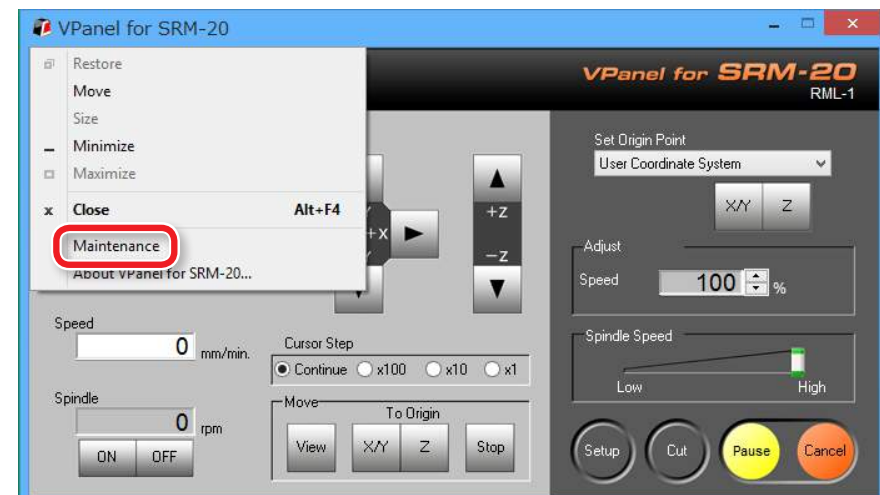 VPanel for SRM-20
Restore
Move
Size
Minimize
Maximize
x Close Alt+F4
Maintenance
About VPanel for SRM-20...
VPanel for SRM-20
RML-1
+X
+Z
−Z
Set Origin Point
User Coordinate System
X/Y Z
Adjust
Speed 100 %
Spindle Speed
Low High
Speed
0 mm/min.
Cursor Step
Continue x100 x10 x1
Spindle
0 rpm
ON OFF
Move
To Origin
View X/Y Z Stop
Setup Cut Pause Cancel